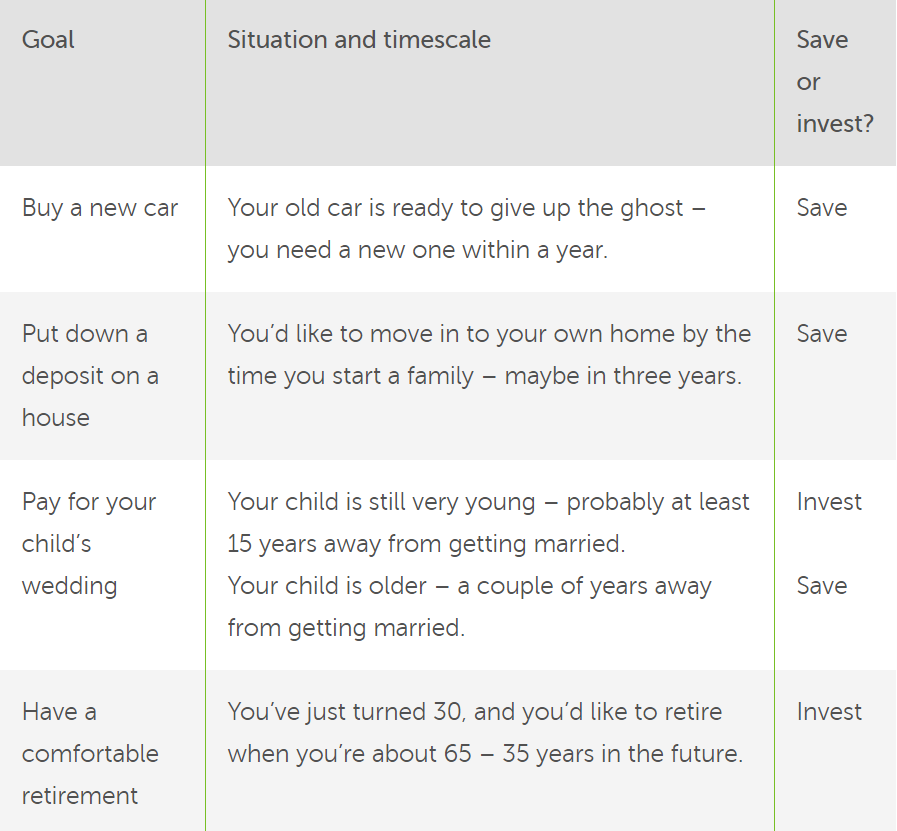 Goal
Situation and timescale
Save
or
invest?
Buy a new car
Your old car is ready to give up the ghost –
you need a new one within a year.
Save
Put down a
deposit on a
house
You’d like to move in to your own home by the
time you start a family – maybe in three years.
Save
Pay for your
child’s
wedding
Your child is still very young – probably at least
15 years away from getting married.
Your child is older – a couple of years away
from getting married.
Invest
Save
Have a
comfortable
retirement
You’ve just turned 30, and you’d like to retire
when you’re about 65 – 35 years in the future.
Invest